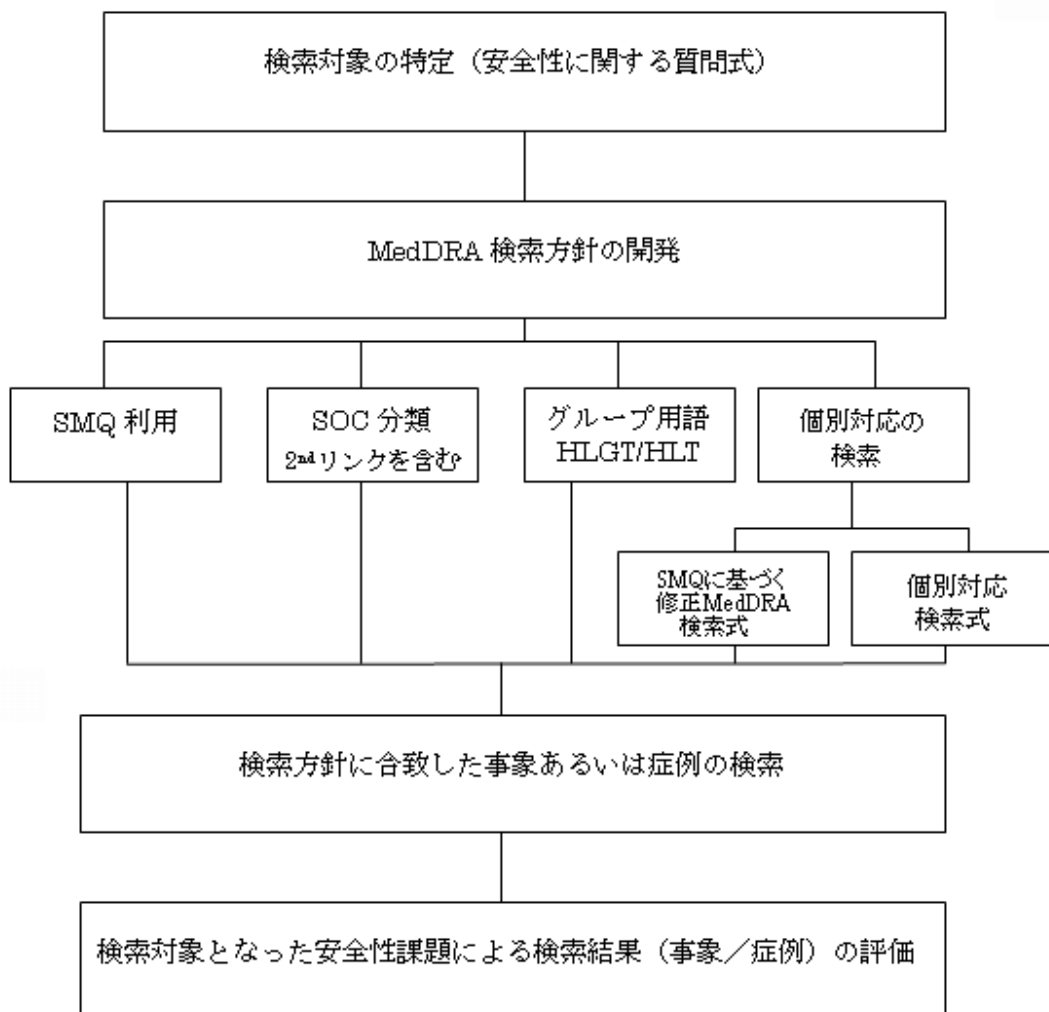 検索対象の特定（安全性に関する質問式）
MedDRA 検索方針の開発
SMQ 利用
SOC 分類
2ndリンクを含む
グループ用語
HLGT/HLT
個別対応の
検索
SMQに基づく
修正MedDRA
検索式
個別対応
検索式
検索方針に合致した事象あるいは症例の検索
検索対象となった安全性課題による検索結果（事象／症例）の評価